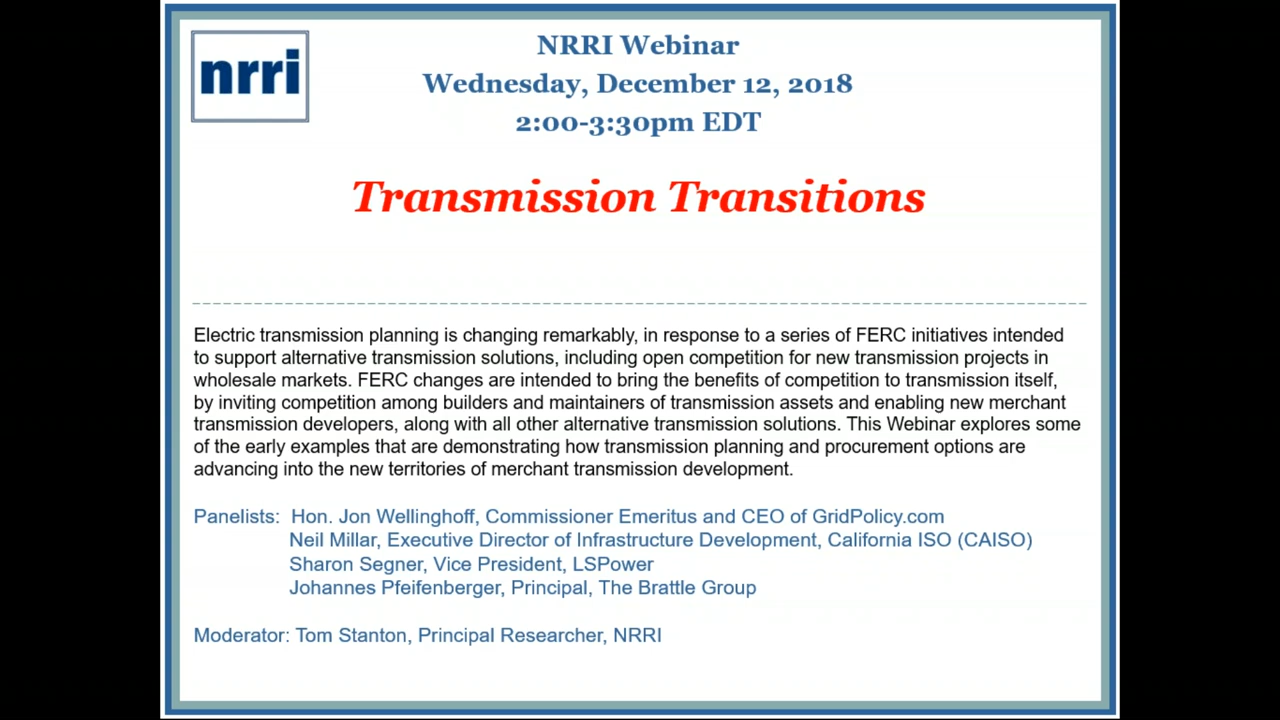 nrri
NRRI Webinar
Wednesday, December 12, 2018
2:00-3:30pm EDT
Transmission Transitions
Electric transmission planning is changing remarkably, in response to a series of FERC initiatives intended
to support alternative transmission solutions, including open competition for new transmission projects in
wholesale markets. FERC changes are intended to bring the benefits of competition to transmission itself,
by inviting competition among builders and maintainers of transmission assets and enabling new merchant
transmission developers, along with all other alternative transmission solutions. This Webinar explores some
of the early examples that are demonstrating how transmission planning and procurement options are
advancing into the new territories of merchant transmission development.
Panelists: Hon. Jon Wellinghoff, Commissioner Emeritus and CEO of GridPolicy.com
Neil Millar, Executive Director of Infrastructure Development, California ISO (CAISO)
Sharon Segner, Vice President, LSPower
Johannes Pfeifenberger, Principal, The Brattle Group
Moderator: Tom Stanton, Principal Researcher, NRRI